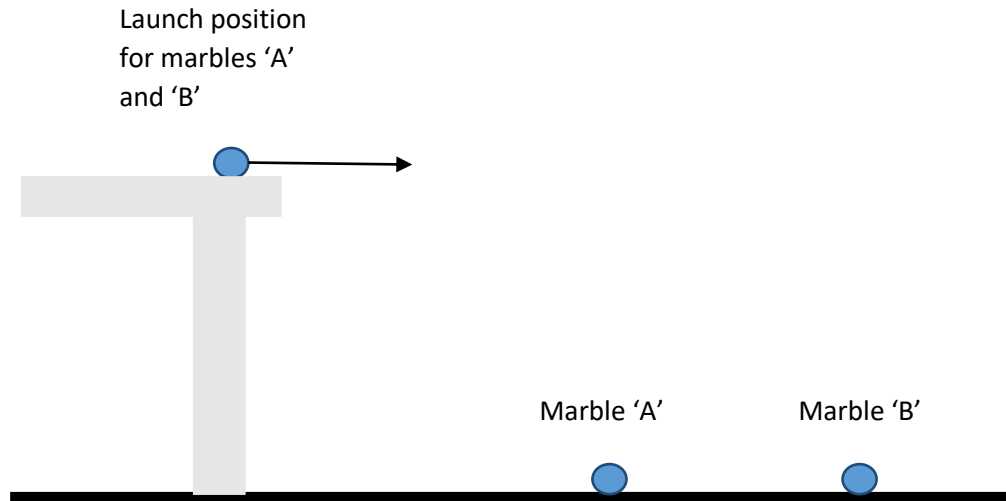 Launch position
for marbles ‘A’
and ‘B’
Marble ‘A’
Marble ‘B’